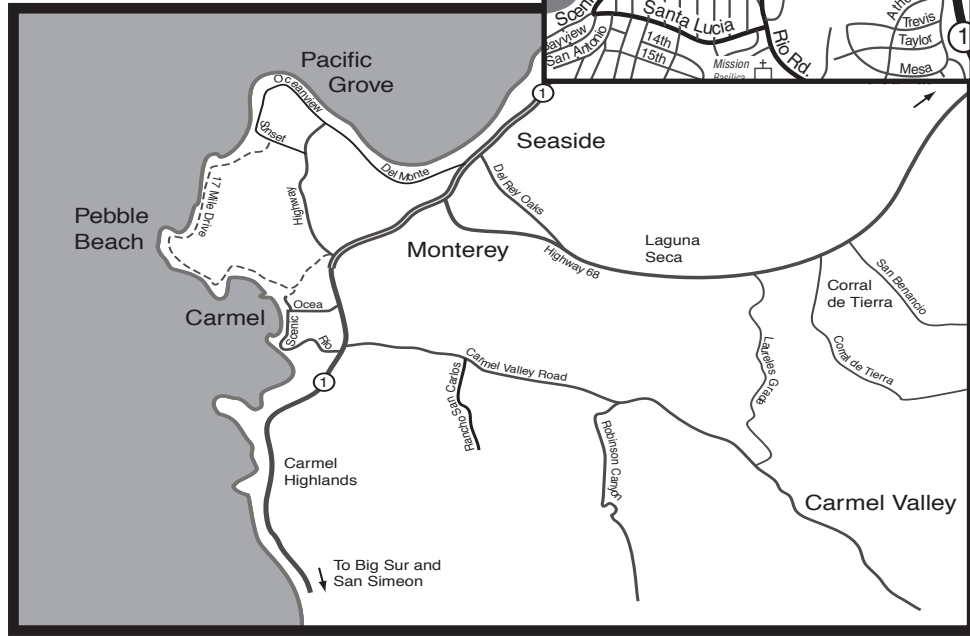 Scenic
Santa Lucia
Bayview
San Antonio
14th
15th
Mission
Basilica
Rio Rd.
Trevis
Taylor
Mesa
1
Pacific
Grove
Oceanview
Sunset
1
Seaside
Del Monte
Del Rey Oaks
17 Mile Drive
Highway
Pebble
Beach
Monterey
Highway 68
Laguna
Seca
San Benancio
Corral
de Tierra
Corral de Tierra
Carmel
Ocea
Scenic
Rio
Carmel Valley Road
Rancho San Carlos
Laureles Grade
1
Robinson Canyon
Carmel
Highlands
Carmel Valley
To Big Sur and
San Simeon